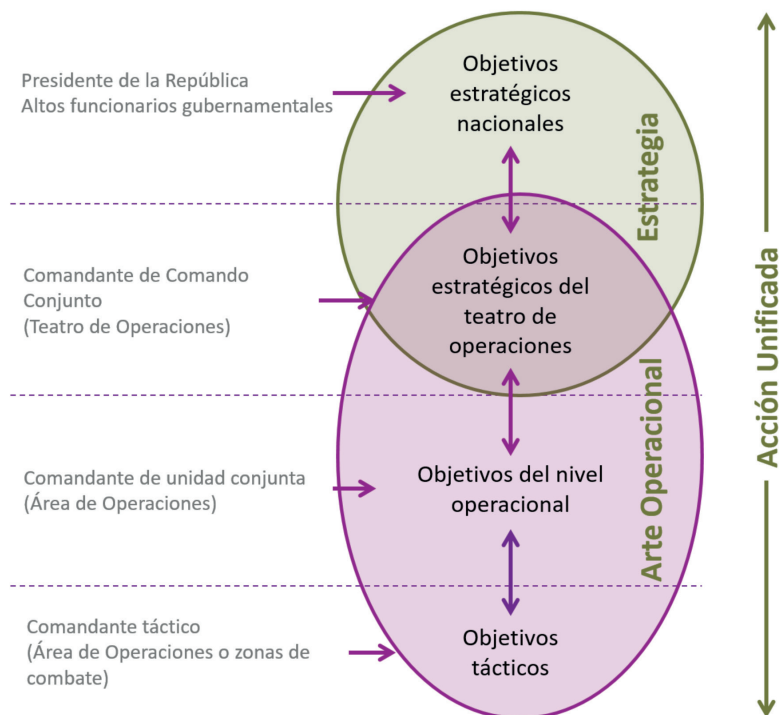 Presidente de la República
Altos funcionarios gubernamentales
Objetivos
estratégicos
nacionales
Estrategia
Comandante de Comando
Conjunto
(Teatro de Operaciones)
Objetivos
estratégicos del
teatro de
operaciones
Acción Unificada
Comandante de unidad conjunta
(Área de Operaciones)
Objetivos del nivel
operacional
Arte Operacional
Comandante táctico
(Área de Operaciones o zonas de
combate)
Objetivos
tácticos